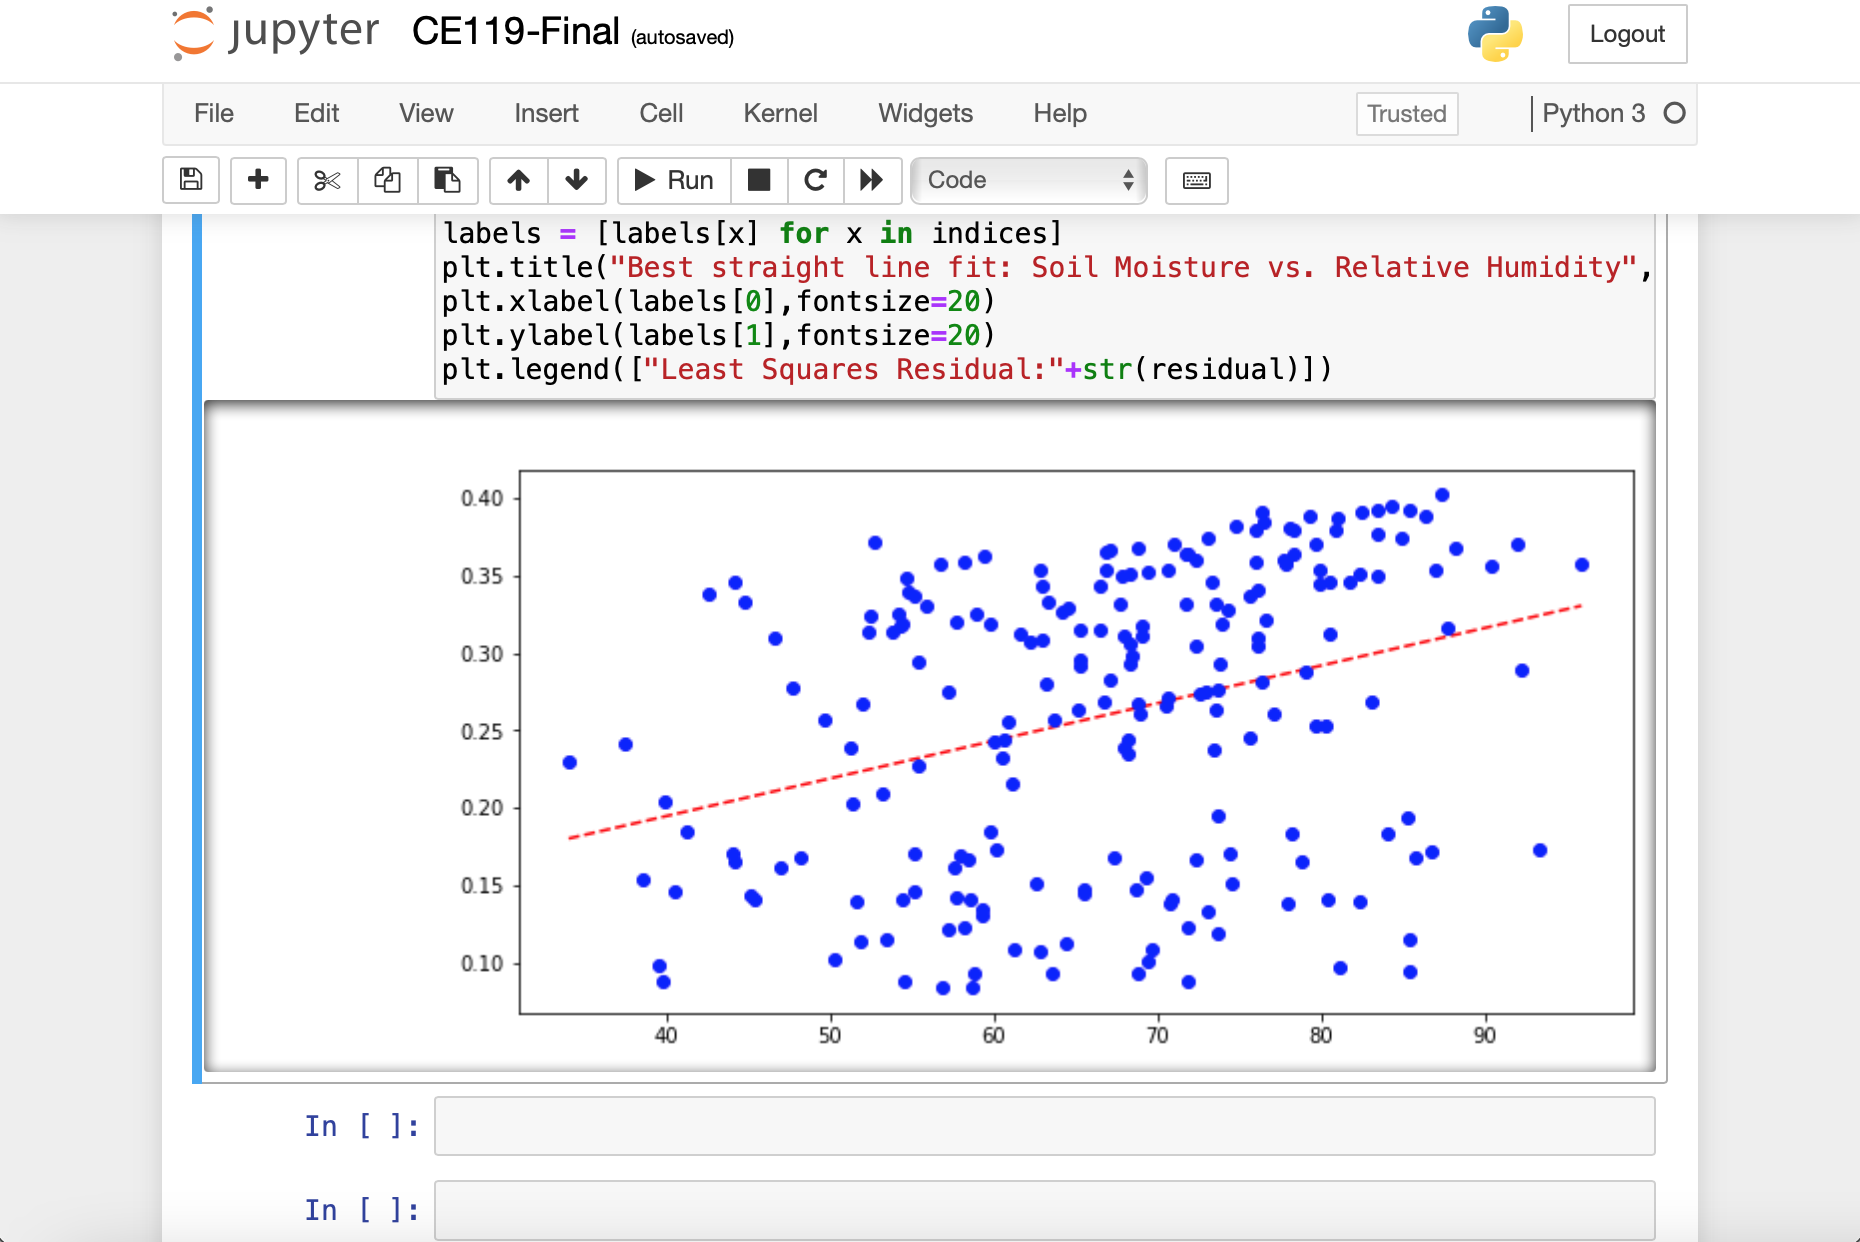 jupyter CE119-Final (autosaved)
Logout
File Edit View Insert Cell Kernel Widgets Help Trusted Python 3
Run Code
labels = [labels[x] for x in indices]
plt.title("Best straight line fit: Soil Moisture vs. Relative Humidity",
plt.xlabel(labels[0],fontsize=20)
plt.ylabel(labels[1],fontsize=20)
plt.legend(["Least Squares Residual:"+str(residual)])
0.40
0.35
0.30
0.25
0.20
0.15
0.10
40 50 60 70 80 90
In [ ]:
In [ ]: